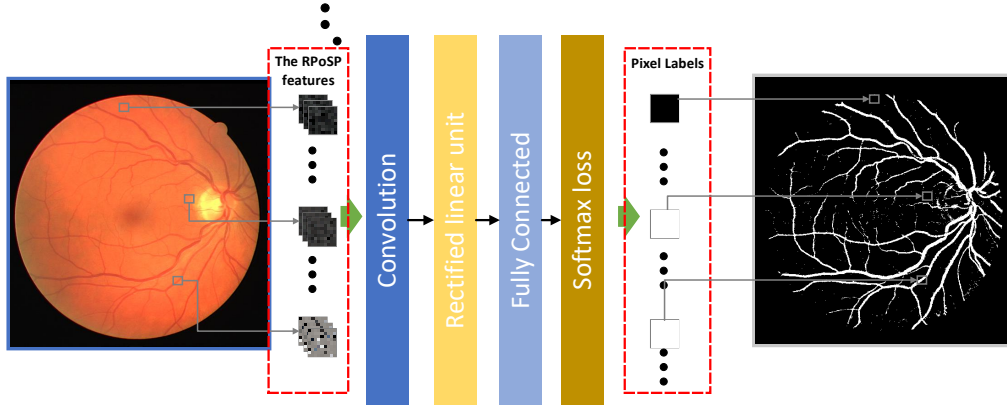 The RPoSP
features
Convolution
Rectified linear unit
Fully Connected
Softmax loss
Pixel Labels